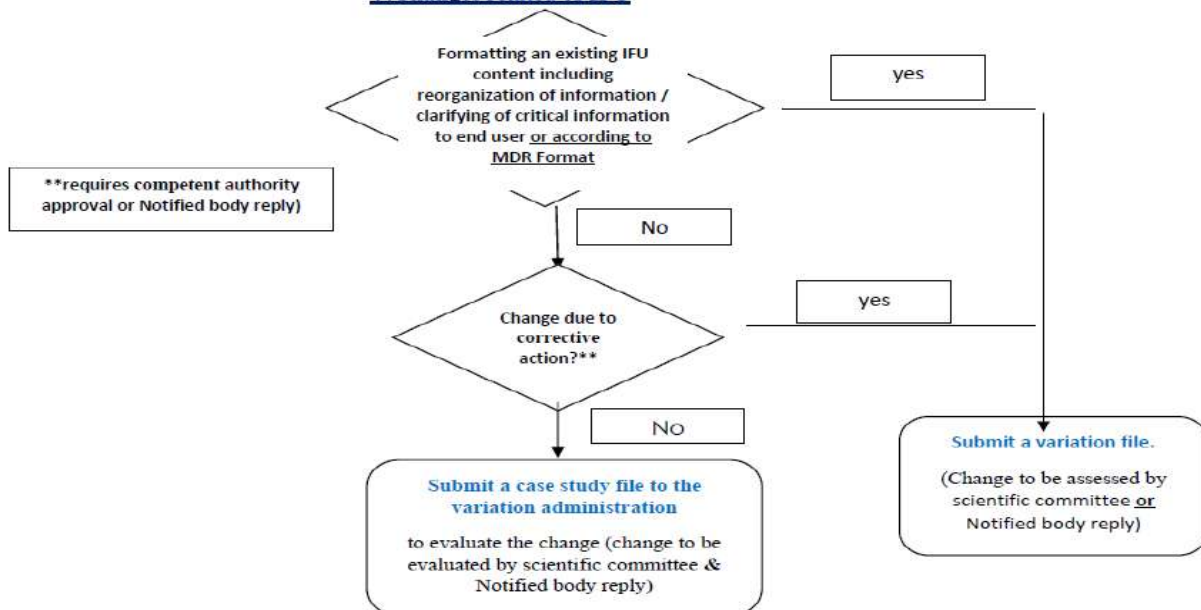 Formatting an existing IFU
content including
reorganization of information /
clarifying of critical information
to end user or according to
MDR Format
yes
**requires competent authority
approval or Notified body reply)
No
Change due to
corrective
action?**
yes
No
Submit a case study file to the
variation administration
to evaluate the change (change to be
evaluated by scientific committee &
Notified body reply)
Submit a variation file.
(Change to be assessed by
scientific committee or
Notified body reply)